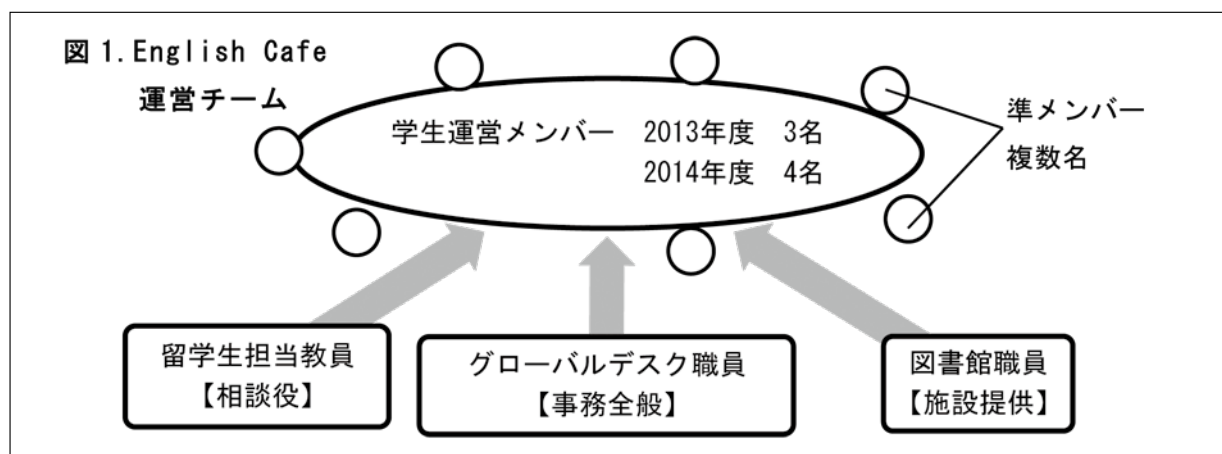 図 1. English Cafe
運営チーム
学生運営メンバー　2013年度　3名
2014年度　4名
準メンバー
複数名
留学生担当教員
【相談役】
グローバルデスク職員
【事務全般】
図書館職員
【施設提供】